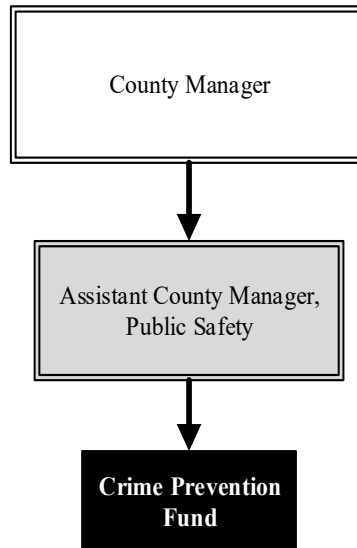 County Manager
Assistant County Manager,
Public Safety
Crime Prevention
Fund